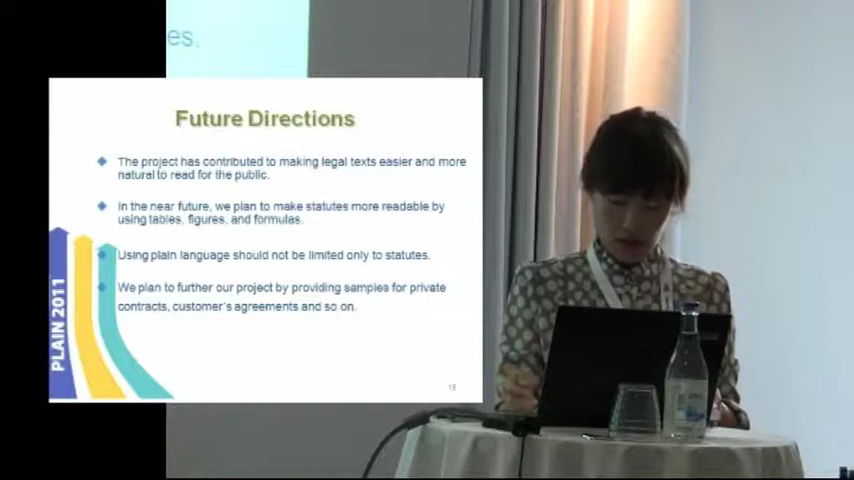 es.
Future Directions
The project has contributed to making legal texts easier and more
natural to read for the public.
In the near future, we plan to make statutes more readable by
using tables, figures, and formulas.
Using plain language should not be limited only to statutes.
We plan to further our project by providing samples for private
contracts, customer's agreements and so on.
PLAIN 2011